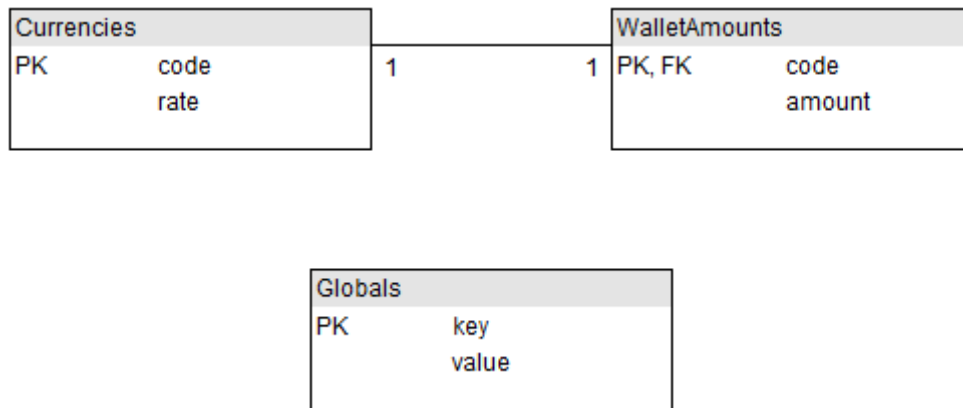 Currencies
PK code
rate
1 1
WalletAmounts
PK, FK code
amount
Globals
PK key
value